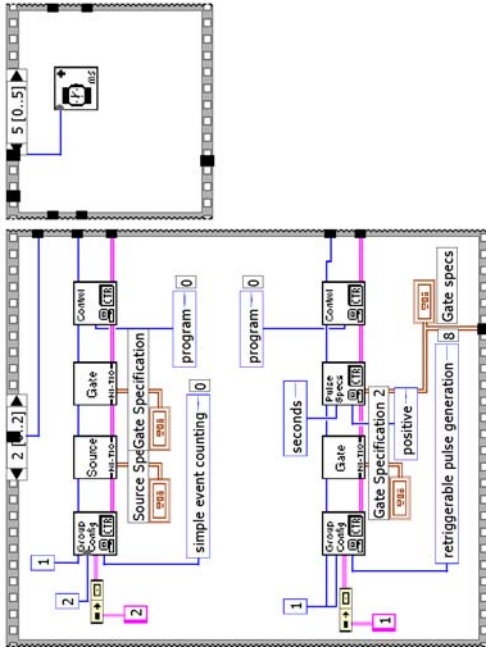 2 [0..2]
5 [0..5]
1
2
Group Config
CTR
Source
NI-TIO
Gate
NI-TIO
Control
CTR
ms
2
Source Spe
Gate Specification
program
0
simple event counting
0
1
seconds
program
0
Group Config
CTR
Gate
NI-TIO
Pulse Specs
CTR
Control
CTR
1
Gate Specification 2
positive
Gate specs
retriggerable pulse generation
8